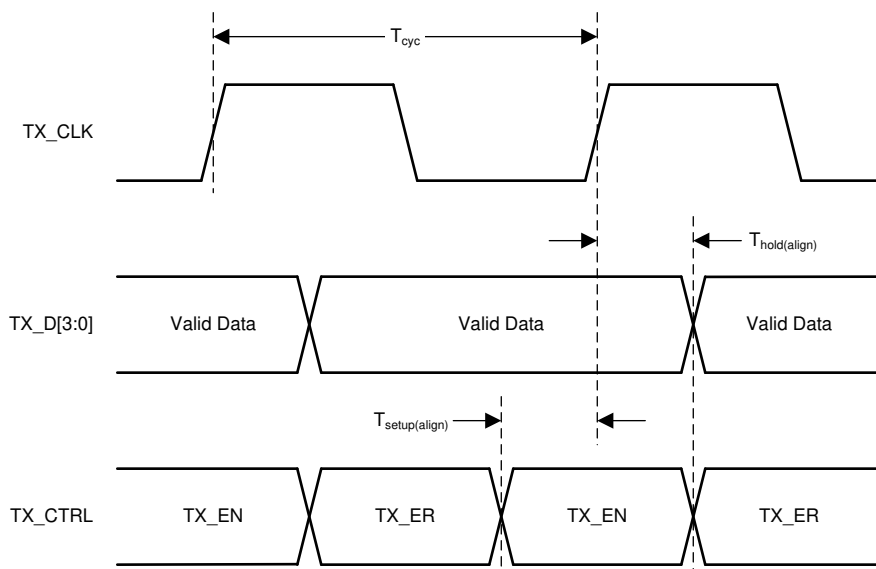 T_cyc
TX_CLK
T_hold(align)
TX_D[3:0] Valid Data Valid Data Valid Data
T_setup(align)
TX_CTRL TX_EN TX_ER TX_EN TX_ER